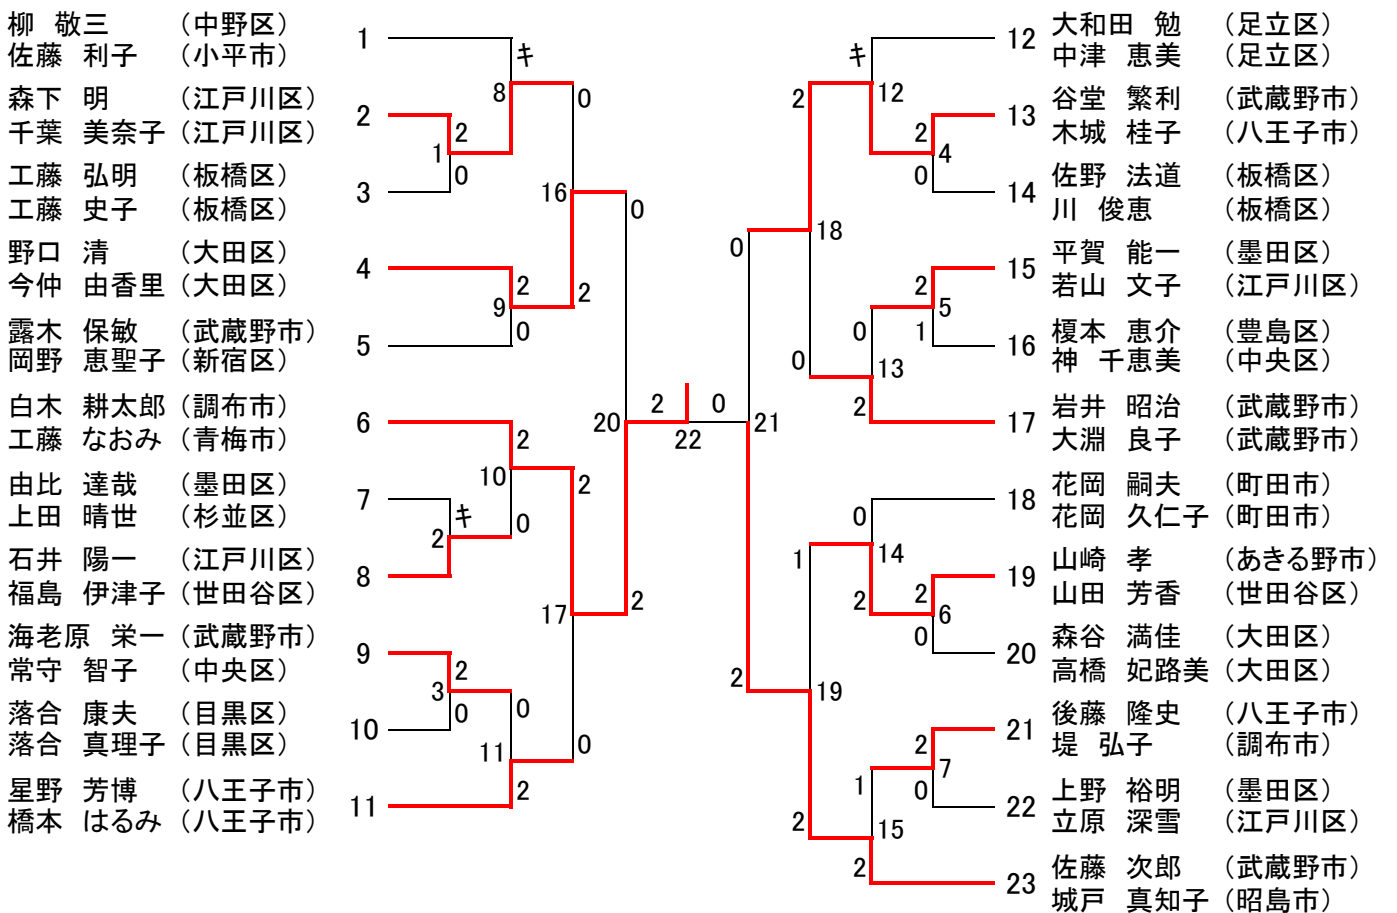 柳 敬三 （中野区）
佐藤 利子 （小平市）
1
森下 明 （江戸川区）
千葉 美奈子 （江戸川区）
2
工藤 弘明 （板橋区）
工藤 史子 （板橋区）
3
野口 清 （大田区）
今仲 由香里 （大田区）
4
露木 保敏 （武蔵野市）
岡野 恵聖子 （新宿区）
5
白木 耕太郎 （調布市）
工藤 なおみ （青梅市）
6
由比 達哉 （墨田区）
上田 晴世 （杉並区）
7
石井 陽一 （江戸川区）
福島 伊津子 （世田谷区）
8
海老原 栄一 （武蔵野市）
常守 智子 （中央区）
9
落合 康夫 （目黒区）
落合 真理子 （目黒区）
10
星野 芳博 （八王子市）
橋本 はるみ （八王子市）
11
キ
8
0
2
1
0
16
0
2
9
2
0
2
10
2
キ
2
0
17
2
2
3
0
0
11
0
2
20
2
0
22
21
12
大和田 勉 （足立区）
中津 恵美 （足立区）
13
谷堂 繁利 （武蔵野市）
木城 桂子 （八王子市）
14
佐野 法道 （板橋区）
川 俊恵 （板橋区）
15
平賀 能一 （墨田区）
若山 文子 （江戸川区）
16
榎本 恵介 （豊島区）
神 千恵美 （中央区）
17
岩井 昭治 （武蔵野市）
大淵 良子 （武蔵野市）
18
花岡 嗣夫 （町田市）
花岡 久仁子 （町田市）
19
山崎 孝 （あきる野市）
山田 芳香 （世田谷区）
20
森谷 満佳 （大田区）
高橋 妃路美 （大田区）
21
後藤 隆史 （八王子市）
堤 弘子 （調布市）
22
上野 裕明 （墨田区）
立原 深雪 （江戸川区）
23
佐藤 次郎 （武蔵野市）
城戸 真知子 （昭島市）
キ
2
12
2
4
0
0
18
2
5
0
1
0
13
2
0
1
14
2
2
6
0
2
19
2
7
1
0
2
15
2